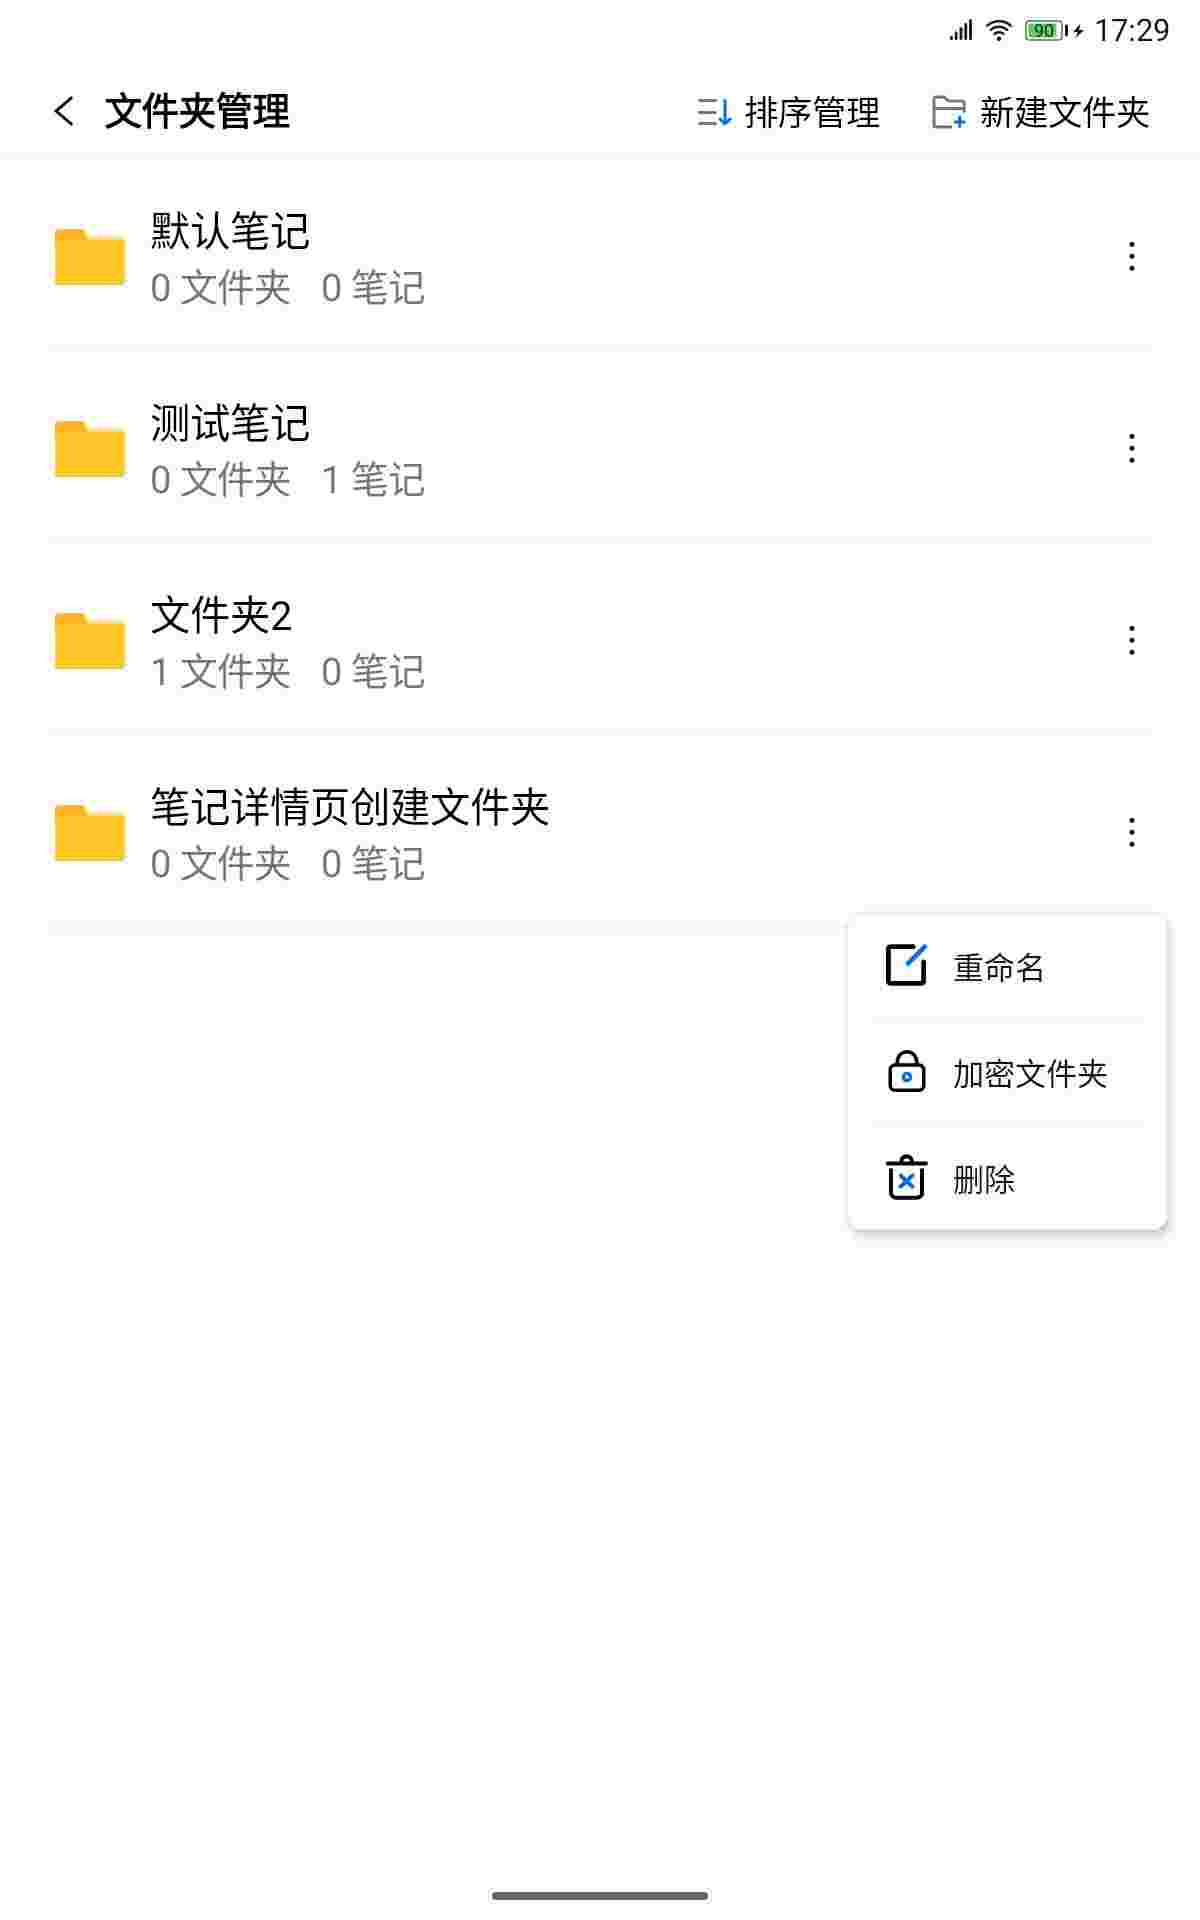 90 17:29
文件夹管理 排序管理 新建文件夹
默认笔记
0 文件夹 0 笔记
测试笔记
0 文件夹 1 笔记
文件夹2
1 文件夹 0 笔记
笔记详情页创建文件夹
0 文件夹 0 笔记
重命名
加密文件夹
删除